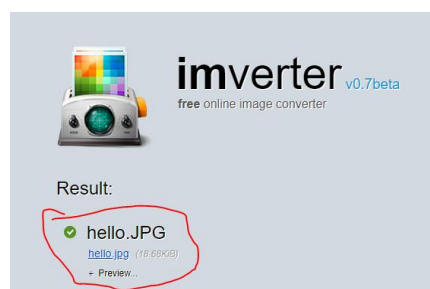 imverter v0.7beta
free online image converter
Result:
hello.JPG
hello.jpg (18.68KiB)
+ Preview...